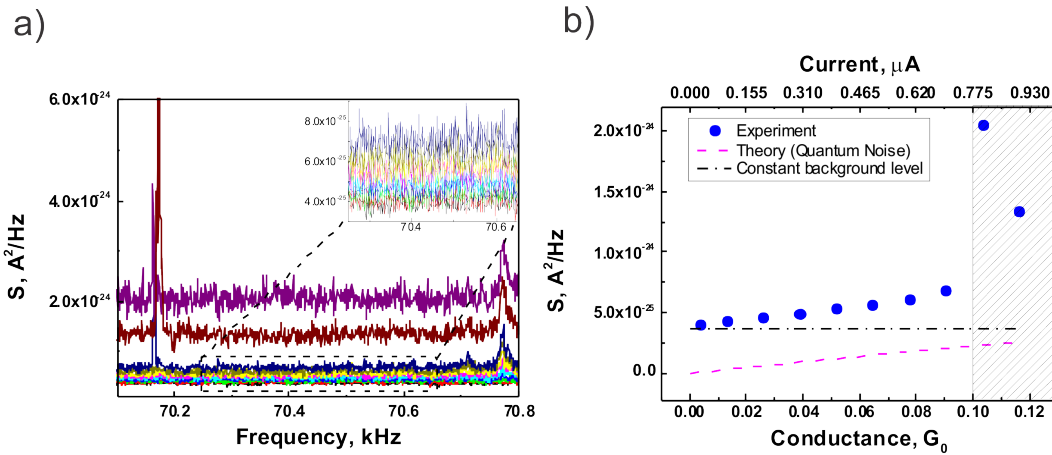 a)
6.0x10⁻²⁴
4.0x10⁻²⁴
2.0x10⁻²⁴
S, A²/Hz
70.2 70.4 70.6 70.8
Frequency, kHz
8.0x10⁻²⁵
6.0x10⁻²⁵
4.0x10⁻²⁵
70.4 70.6
b)
Current, μA
0.000 0.155 0.310 0.465 0.620 0.775 0.930
2.0x10⁻²⁴
1.5x10⁻²⁴
1.0x10⁻²⁴
5.0x10⁻²⁵
0.0
S, A²/Hz
Experiment
Theory (Quantum Noise)
Constant background level
0.00 0.02 0.04 0.06 0.08 0.10 0.12
Conductance, G₀